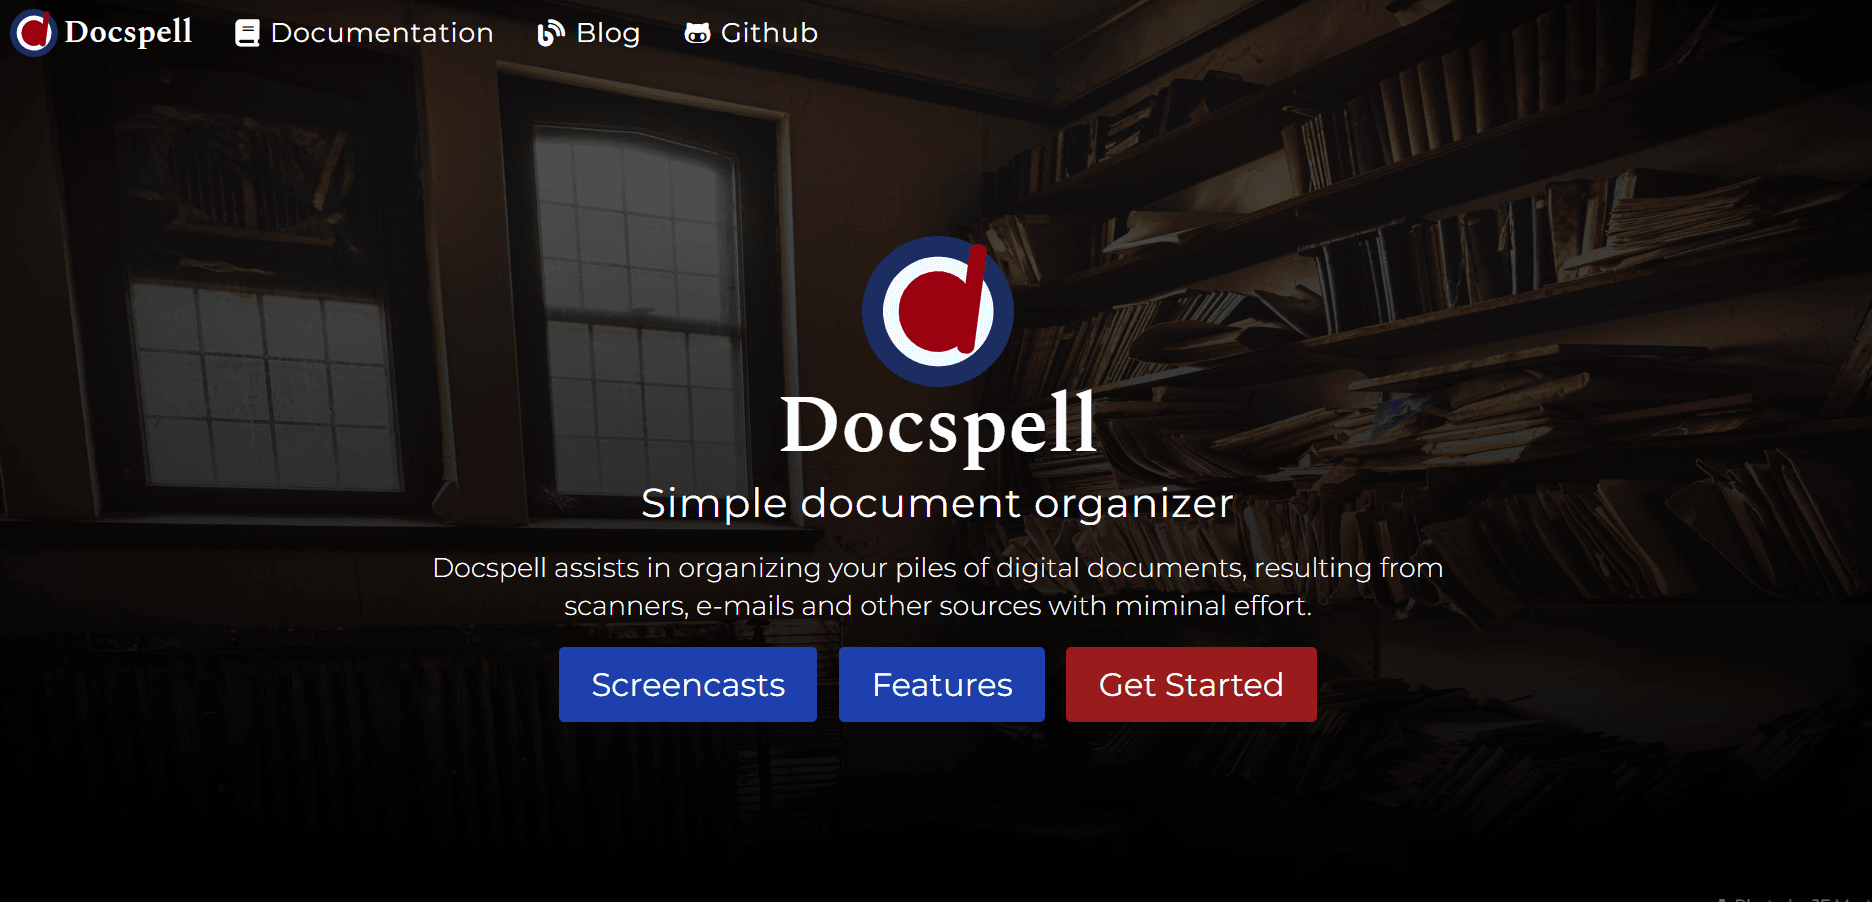 Docspell
Documentation
Blog
Github
Docspell
Simple document organizer
Docspell assists in organizing your piles of digital documents, resulting from
scanners, e-mails and other sources with miminal effort.
Screencasts
Features
Get Started